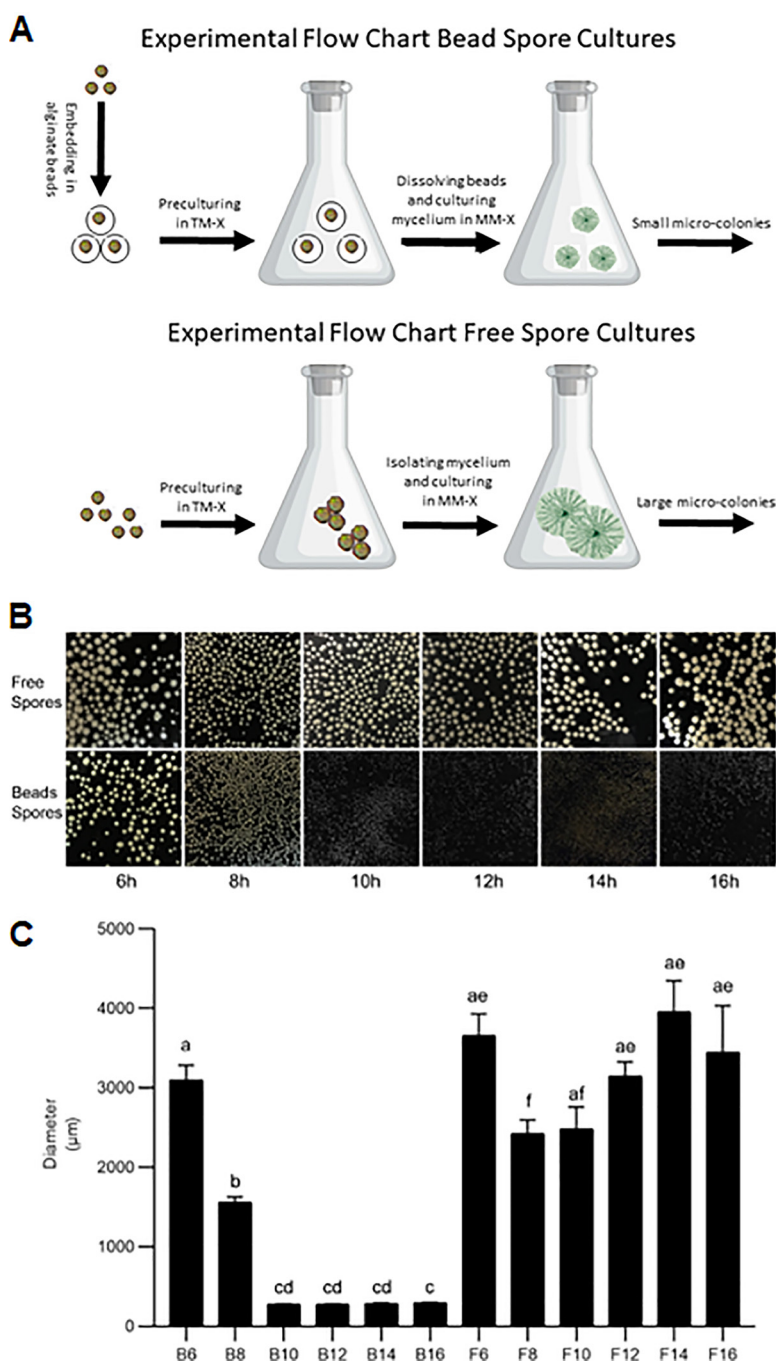 A
Experimental Flow Chart Bead Spore Cultures
Embedding in
alginate beads
Preculturing
in TM-X
Dissolving beads
and culturing
mycelium in MM-X
Small micro-colonies
Experimental Flow Chart Free Spore Cultures
Preculturing
in TM-X
Isolating mycelium
and culturing
in MM-X
Large micro-colonies
B
Free
Spores
Beads
Spores
6h 8h 10h 12h 14h 16h
C
5000
4000
3000
2000
1000
0
Diameter
(µm)
a b cd cd cd c ae f af ae ae ae
B6 B8 B10 B12 B14 B16 F6 F8 F10 F12 F14 F16